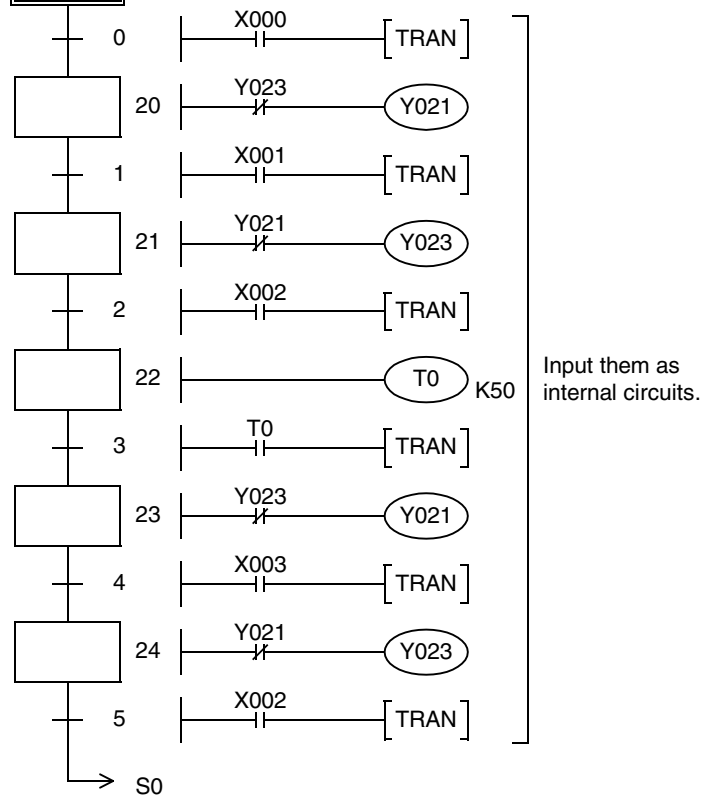 X000
0 TRAN
Y023
20 Y021
X001
1 TRAN
Y021
21 Y023
X002
2 TRAN
22 T0 K50
Input them as
internal circuits.
T0
3 TRAN
Y023
23 Y021
X003
4 TRAN
Y021
24 Y023
X002
5 TRAN
S0